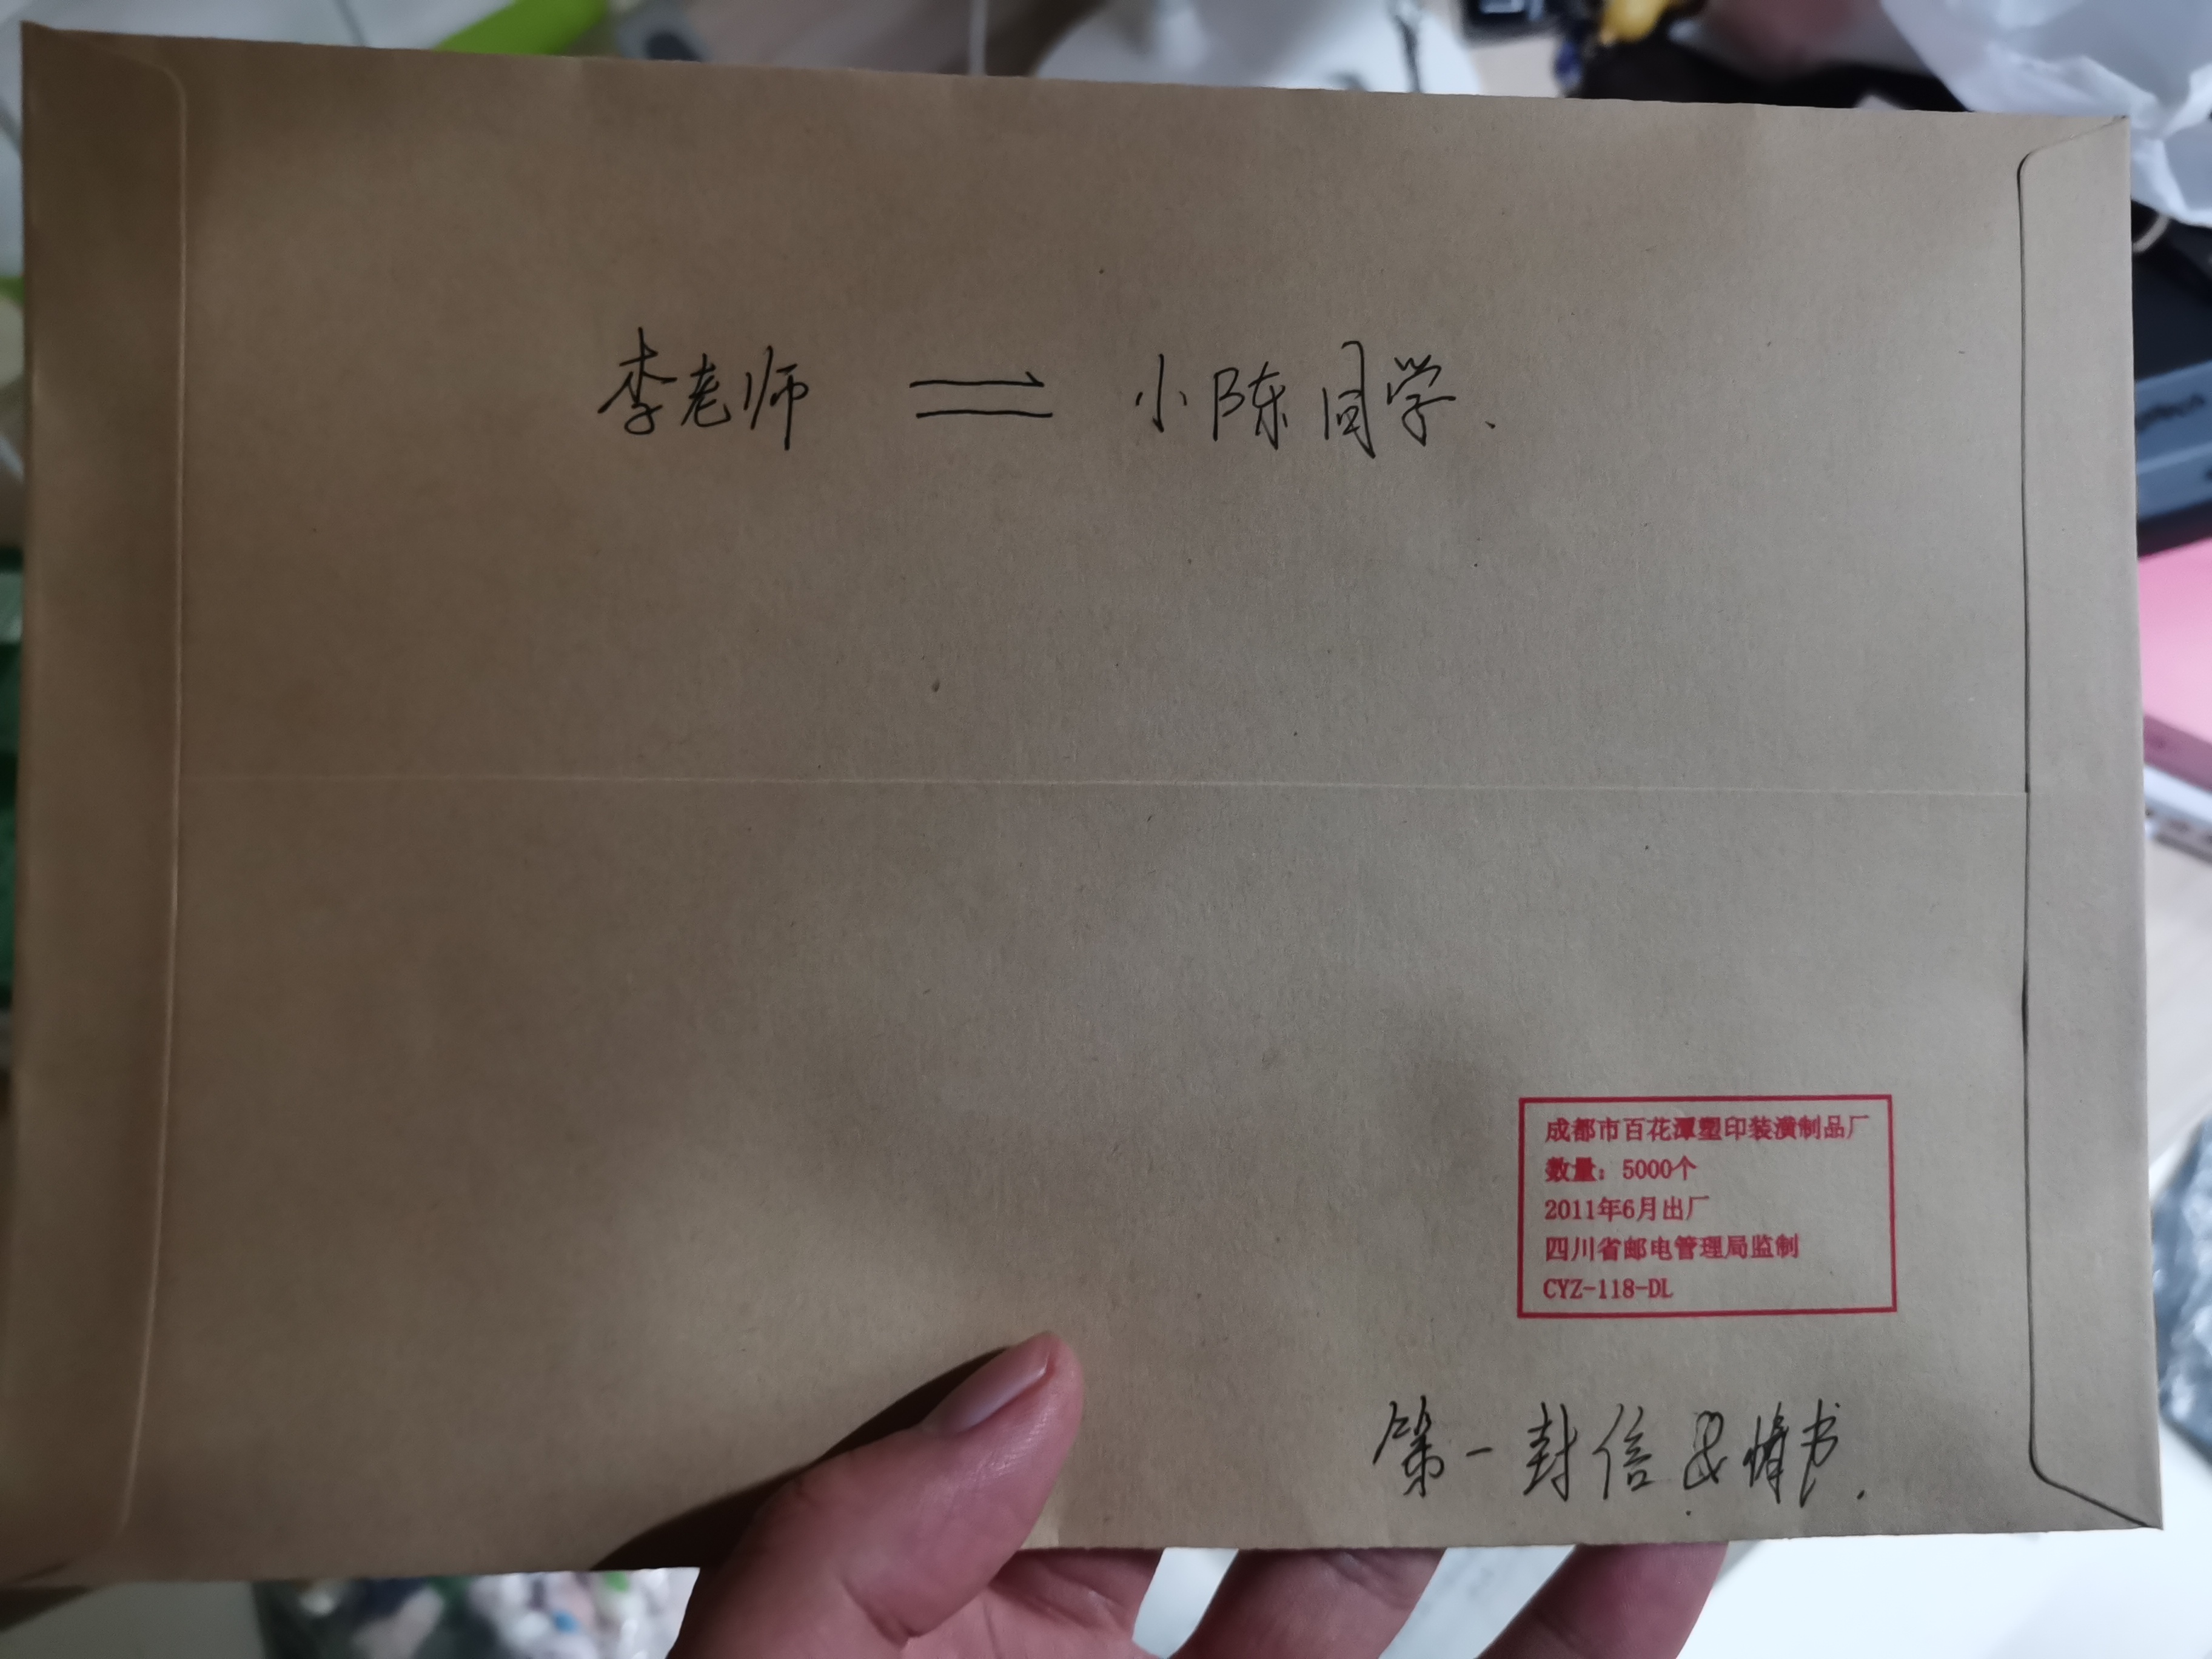 李老师 ⇌ 小陈同学.
成都市百花潭塑印装潢制品厂
数量：5000个
2011年6月出厂
四川省邮电管理局监制
CYZ-118-DL
第一封信 & 情书.